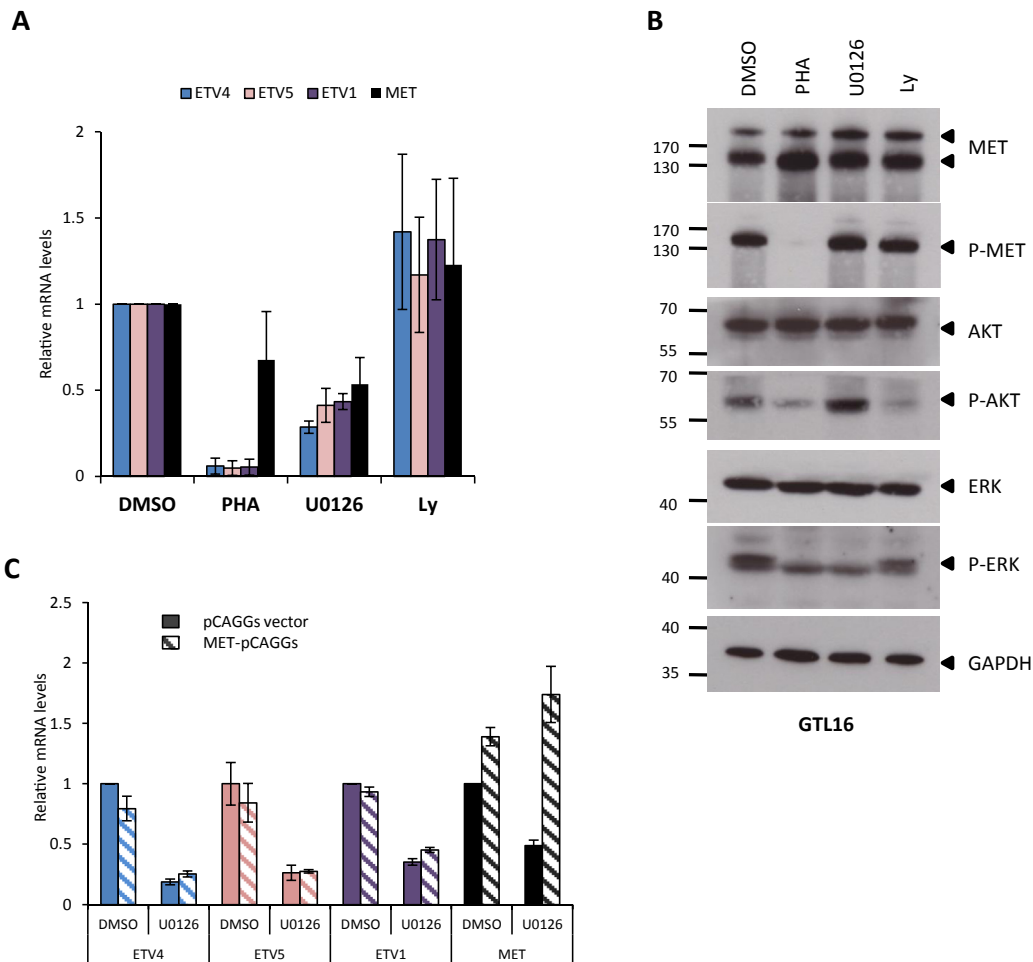 A
ETV4 ETV5 ETV1 MET
Relative mRNA levels
2
1.5
1
0.5
0
DMSO PHA U0126 Ly
B
DMSO PHA U0126 Ly
170
130
MET
170
130
P-MET
70
55
AKT
70
55
P-AKT
40
ERK
40
P-ERK
40
35
GAPDH
GTL16
C
pCAGGs vector
MET-pCAGGs
Relative mRNA levels
2.5
2
1.5
1
0.5
0
DMSO U0126 DMSO U0126 DMSO U0126 DMSO U0126
ETV4 ETV5 ETV1 MET